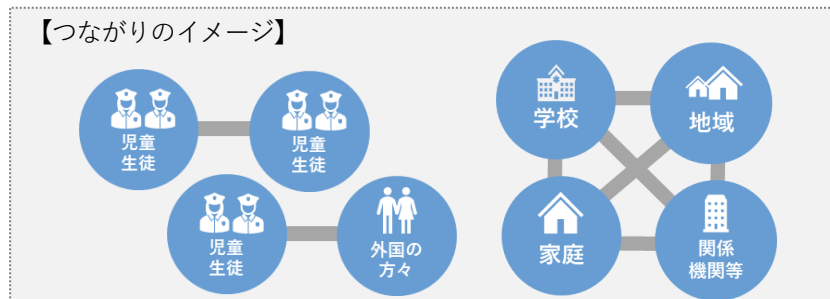 【つながりのイメージ】
児童
生徒
児童
生徒
児童
生徒
外国の
方々
学校
地域
家庭
関係
機関等